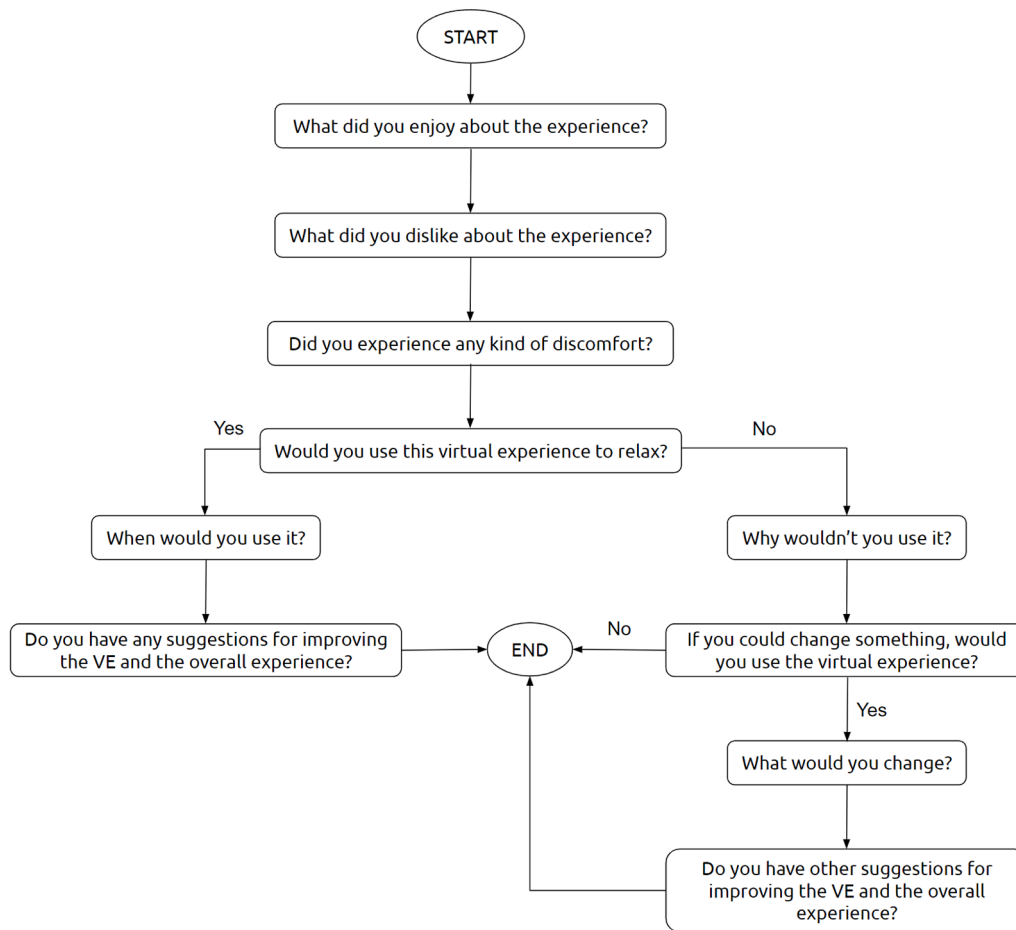 START
What did you enjoy about the experience?
What did you dislike about the experience?
Did you experience any kind of discomfort?
Yes
No
Would you use this virtual experience to relax?
When would you use it?
Why wouldn’t you use it?
Do you have any suggestions for improving
the VE and the overall experience?
END
No
If you could change something, would
you use the virtual experience?
Yes
What would you change?
Do you have other suggestions for
improving the VE and the overall
experience?